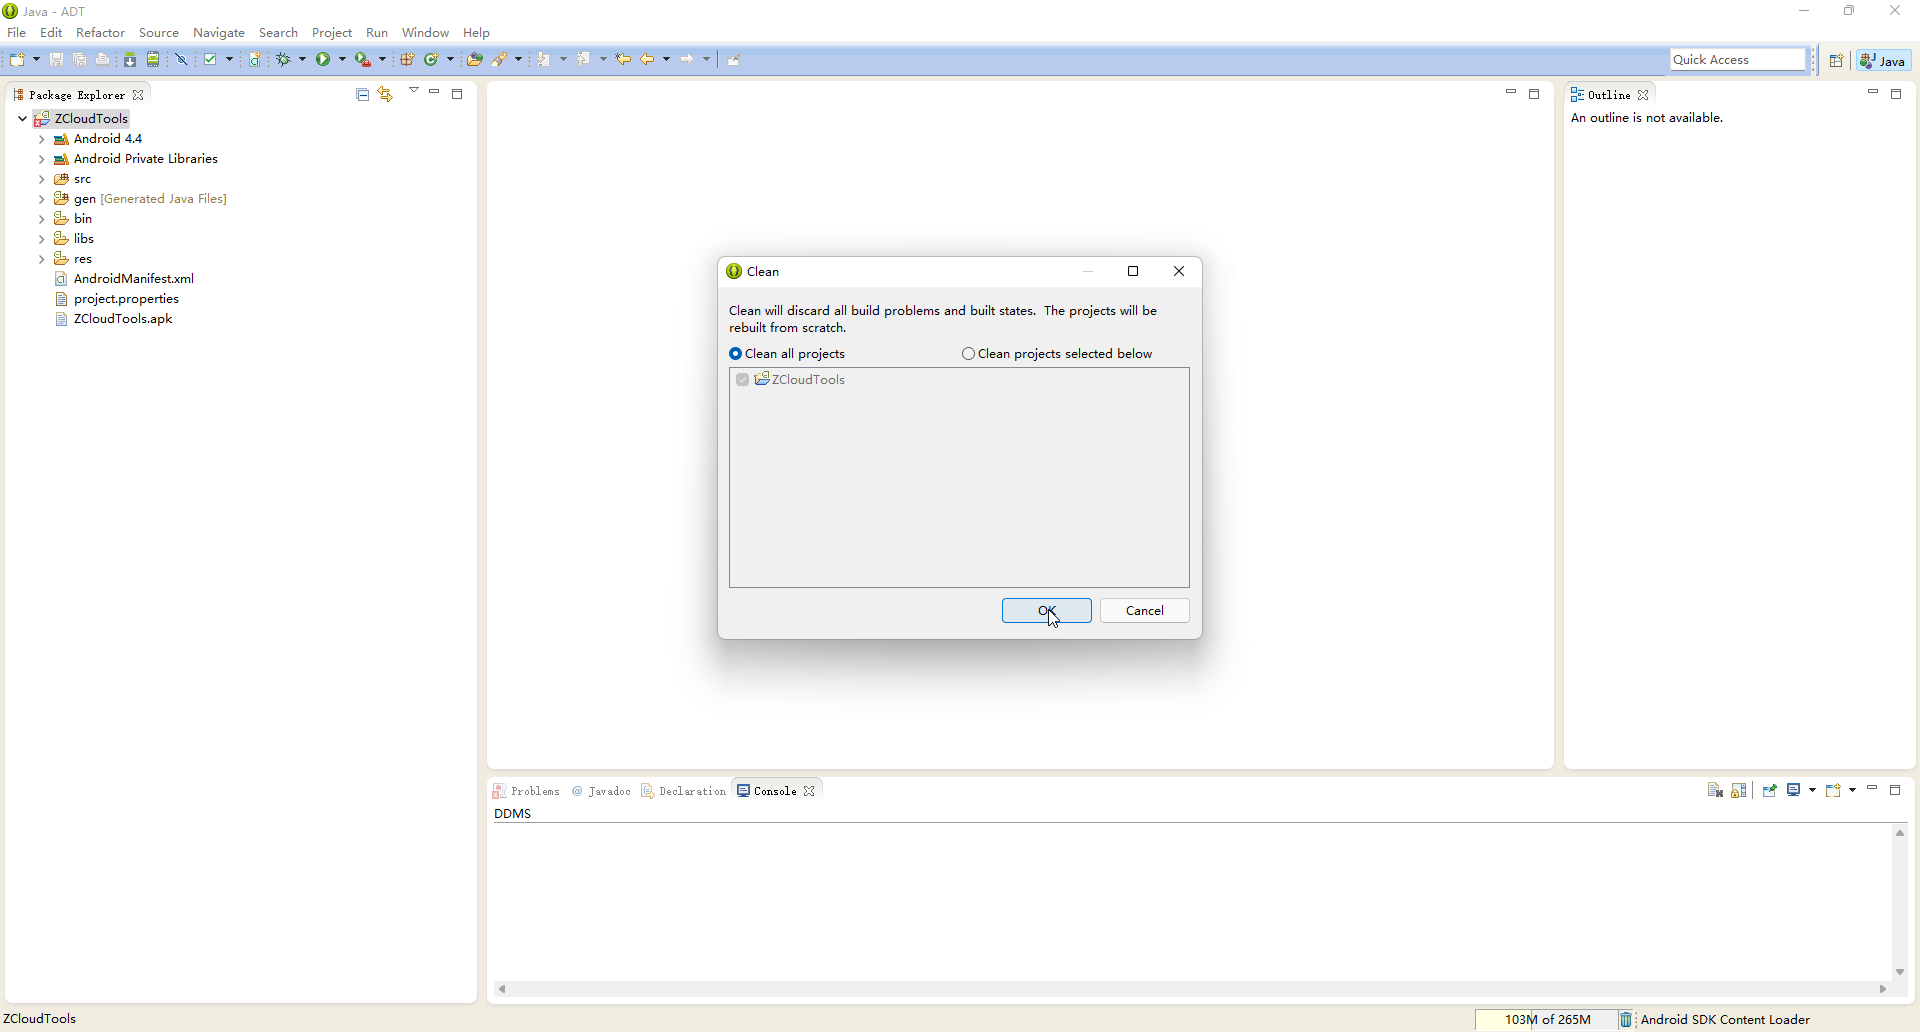 Java - ADT
File Edit Refactor Source Navigate Search Project Run Window Help
Quick Access
Java
Package Explorer
ZCloudTools
Android 4.4
Android Private Libraries
src
gen [Generated Java Files]
bin
libs
res
AndroidManifest.xml
project.properties
ZCloudTools.apk
Outline
An outline is not available.
Clean
Clean will discard all build problems and built states. The projects will be
rebuilt from scratch.
Clean all projects
Clean projects selected below
ZCloudTools
OK
Cancel
Problems @ Javadoc Declaration Console
DDMS
ZCloudTools
103M of 265M
Android SDK Content Loader